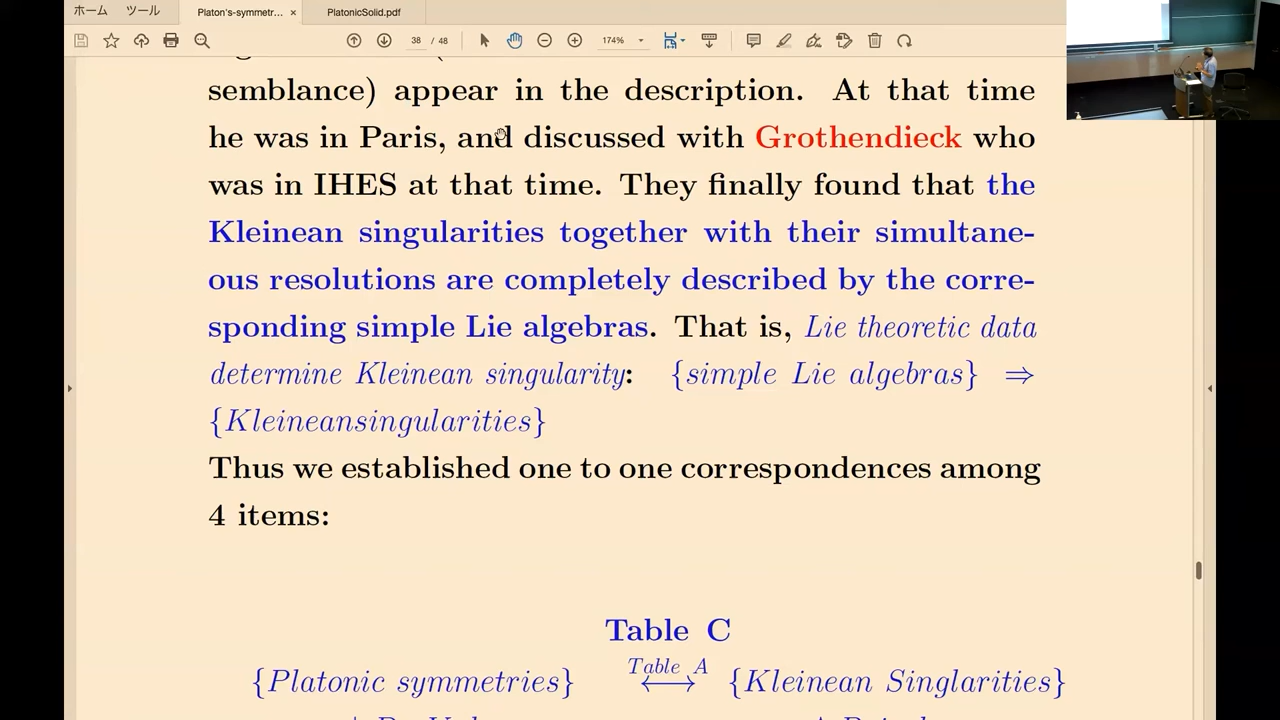 ホーム ツール Platon's-symmetr... × PlatonicSolid.pdf
38 / 48 174%
semblance) appear in the description. At that time
he was in Paris, and discussed with Grothendieck who
was in IHES at that time. They finally found that the
Kleinean singularities together with their simultane-
ous resolutions are completely described by the corre-
sponding simple Lie algebras. That is, Lie theoretic data
determine Kleinean singularity: {simple Lie algebras} ⇒
{Kleineansingularities}
Thus we established one to one correspondences among
4 items:
Table C
Table A
{Platonic symmetries} ⟷ {Kleinean Singlarities}